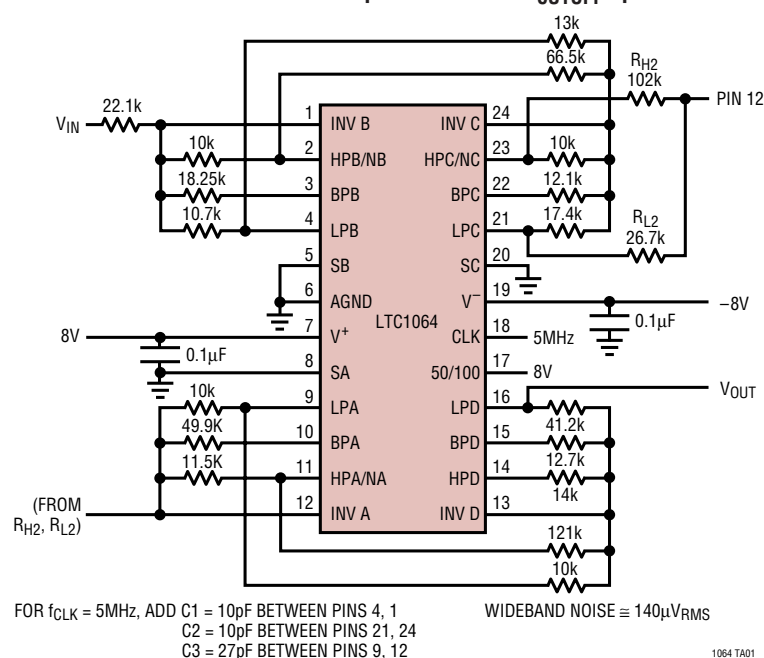 13k
66.5k
RH2
102k
PIN 12
22.1k
VIN
1
INV B
INV C
24
10k
2
HPB/NB
HPC/NC
23
10k
18.25k
3
BPB
BPC
22
12.1k
10.7k
4
LPB
LPC
21
17.4k
RL2
26.7k
5
SB
SC
20
6
AGND
V–
19
–8V
LTC1064
0.1µF
8V
7
V+
CLK
18
5MHz
0.1µF
8
SA
50/100
17
8V
VOUT
10k
9
LPA
LPD
16
49.9K
10
BPA
BPD
15
41.2k
11.5K
11
HPA/NA
HPD
14
12.7k
14k
(FROM
RH2, RL2)
12
INV A
INV D
13
121k
10k
FOR fCLK = 5MHz, ADD C1 = 10pF BETWEEN PINS 4, 1
WIDEBAND NOISE ≅ 140µVRMS
C2 = 10pF BETWEEN PINS 21, 24
C3 = 27pF BETWEEN PINS 9, 12
1064 TA01